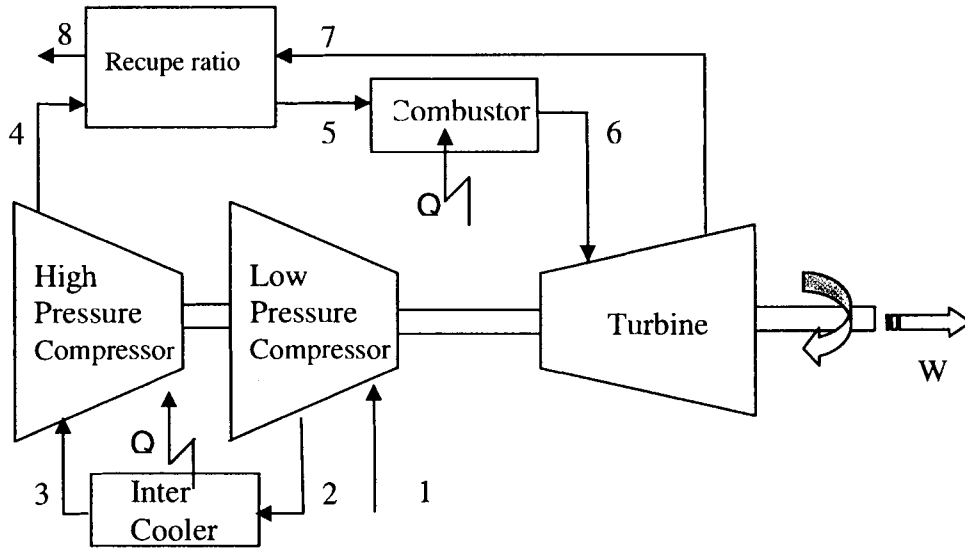 8
7
Recupe ratio
Combustor
4
5
6
Q
High
Pressure
Compressor
Low
Pressure
Compressor
Turbine
W
Q
3
Inter
Cooler
2
1